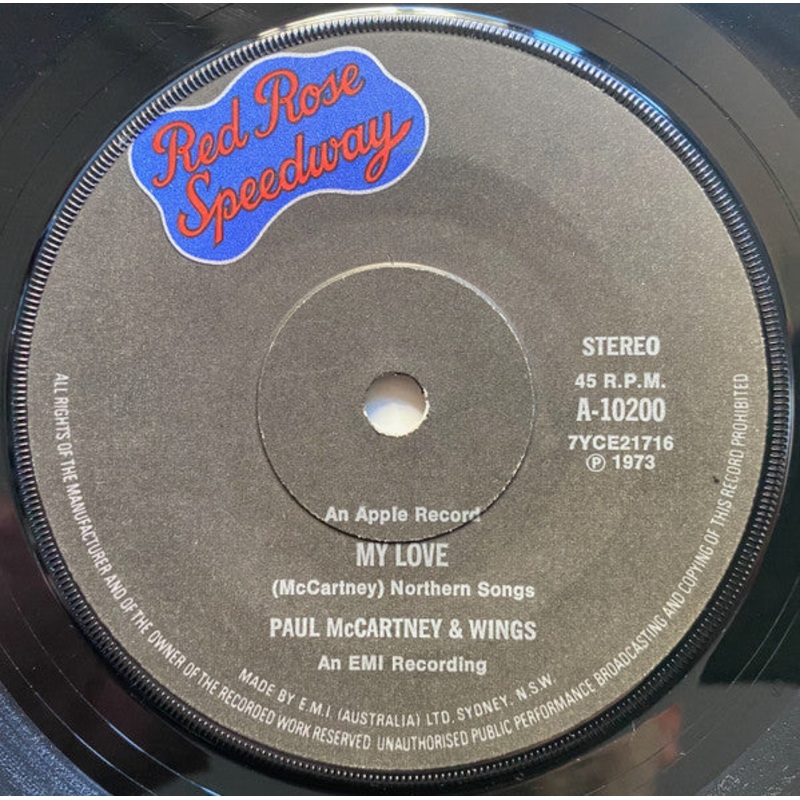 Red Rose
Speedway
STEREO
45 R.P.M.
A-10200
7YCE21716
Ⓟ 1973
An Apple Record
MY LOVE
(McCartney) Northern Songs
PAUL McCARTNEY & WINGS
An EMI Recording
MADE BY E.M.I. (AUSTRALIA) LTD. SYDNEY. N.S.W.
ALL RIGHTS OF THE MANUFACTURER AND OF THE OWNER OF THE RECORDED WORK RESERVED UNAUTHORISED PUBLIC PERFORMANCE BROADCASTING AND COPYING OF THIS RECORD PROHIBITED